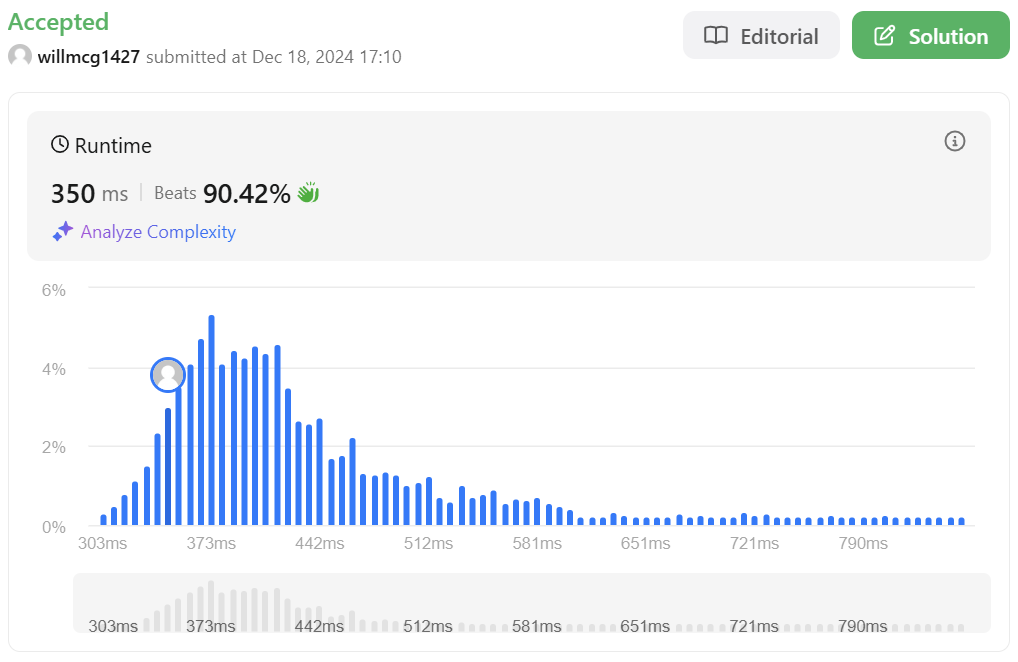 Accepted
willmcg1427 submitted at Dec 18, 2024 17:10
Editorial
Solution
Runtime
350 ms Beats 90.42%
Analyze Complexity
6%
4%
2%
0%
303ms 373ms 442ms 512ms 581ms 651ms 721ms 790ms
303ms 373ms 442ms 512ms 581ms 651ms 721ms 790ms